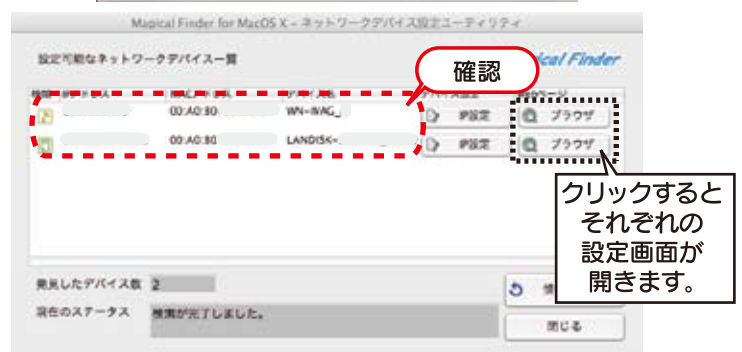 Magical Finder for MacOS X - ネットワークデバイス設定ユーティリティ
設定可能なネットワークデバイス一覧
確認
ical Finder
00:A0:B0 WN-WAG_ IP設定 ブラウザ
00:A0:B0 LANDISK- IP設定 ブラウザ
クリックすると
それぞれの
設定画面が
開きます。
発見したデバイス数 2
現在のステータス 検索が完了しました。
閉じる